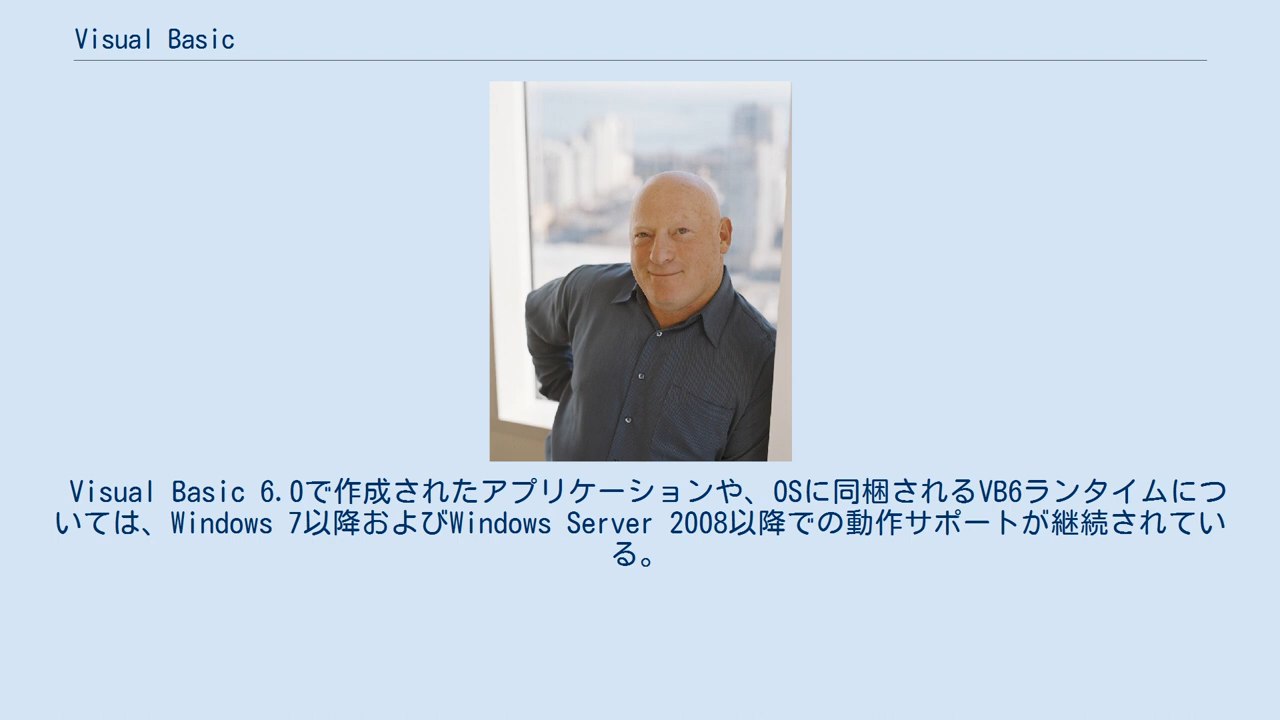 Visual Basic
Visual Basic 6.0で作成されたアプリケーションや、OSに同梱されるVB6ランタイムにつ
いては、Windows 7以降およびWindows Server 2008以降での動作サポートが継続されてい
る。